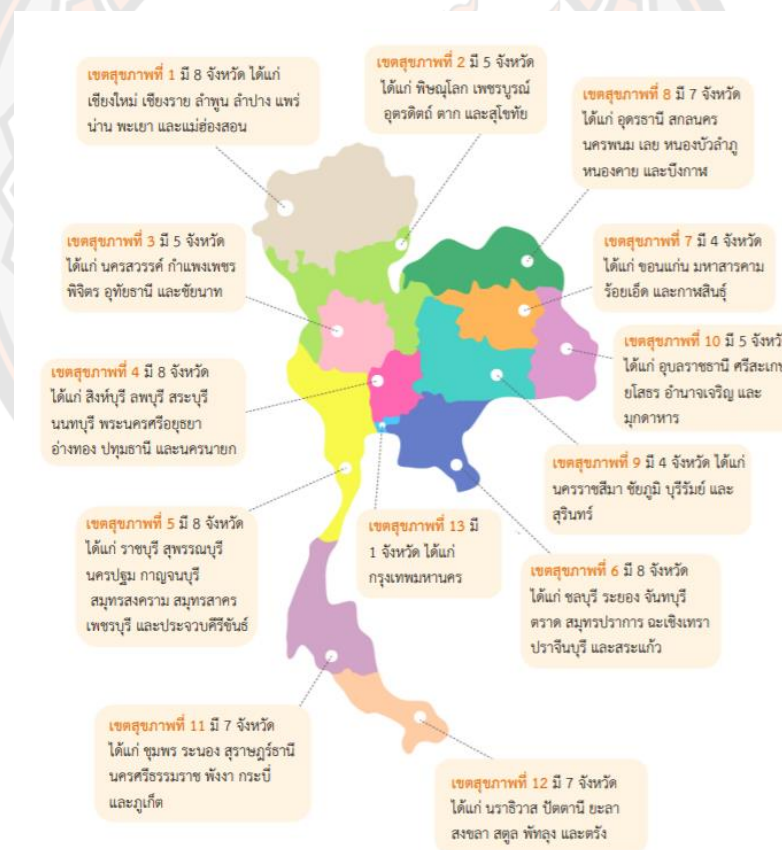 เขตสุขภาพที่ 1 มี 8 จังหวัด ได้แก่
เชียงใหม่ เชียงราย ลำพูน ลำปาง แพร่
น่าน พะเยา และแม่ฮ่องสอน
เขตสุขภาพที่ 2 มี 5 จังหวัด
ได้แก่ พิษณุโลก เพชรบูรณ์
อุตรดิตถ์ ตาก และสุโขทัย
เขตสุขภาพที่ 8 มี 7 จังหวัด
ได้แก่ อุดรธานี สกลนคร
นครพนม เลย หนองบัวลำภู
หนองคาย และบึงกาฬ
เขตสุขภาพที่ 3 มี 5 จังหวัด
ได้แก่ นครสวรรค์ กำแพงเพชร
พิจิตร อุทัยธานี และชัยนาท
เขตสุขภาพที่ 7 มี 4 จังหวัด
ได้แก่ ขอนแก่น มหาสารคาม
ร้อยเอ็ด และกาฬสินธุ์
เขตสุขภาพที่ 10 มี 5 จังหวั
ได้แก่ อุบลราชธานี ศรีสะเกษ
ยโสธร อำนาจเจริญ และ
มุกดาหาร
เขตสุขภาพที่ 4 มี 8 จังหวัด
ได้แก่ สิงห์บุรี ลพบุรี สระบุรี
นนทบุรี พระนครศรีอยุธยา
อ่างทอง ปทุมธานี และนครนายก
เขตสุขภาพที่ 9 มี 4 จังหวัด ได้แก่
นครราชสีมา ชัยภูมิ บุรีรัมย์ และ
สุรินทร์
เขตสุขภาพที่ 5 มี 8 จังหวัด
ได้แก่ ราชบุรี สุพรรณบุรี
นครปฐม กาญจนบุรี
สมุทรสงคราม สมุทรสาคร
เพชรบุรี และประจวบคีรีขันธ์
เขตสุขภาพที่ 13 มี
1 จังหวัด ได้แก่
กรุงเทพมหานคร
เขตสุขภาพที่ 6 มี 8 จังหวัด
ได้แก่ ชลบุรี ระยอง จันทบุรี
ตราด สมุทรปราการ ฉะเชิงเทรา
ปราจีนบุรี และสระแก้ว
เขตสุขภาพที่ 11 มี 7 จังหวัด
ได้แก่ ชุมพร ระนอง สุราษฎร์ธานี
นครศรีธรรมราช พังงา กระบี่
และภูเก็ต
เขตสุขภาพที่ 12 มี 7 จังหวัด
ได้แก่ นราธิวาส ปัตตานี ยะลา
สงขลา สตูล พัทลุง และตรัง